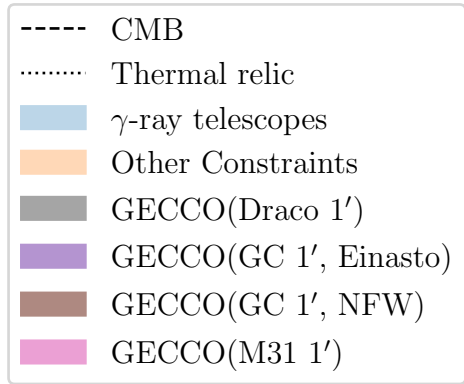 CMB
Thermal relic
γ-ray telescopes
Other Constraints
GECCO(Draco 1′)
GECCO(GC 1′, Einasto)
GECCO(GC 1′, NFW)
GECCO(M31 1′)